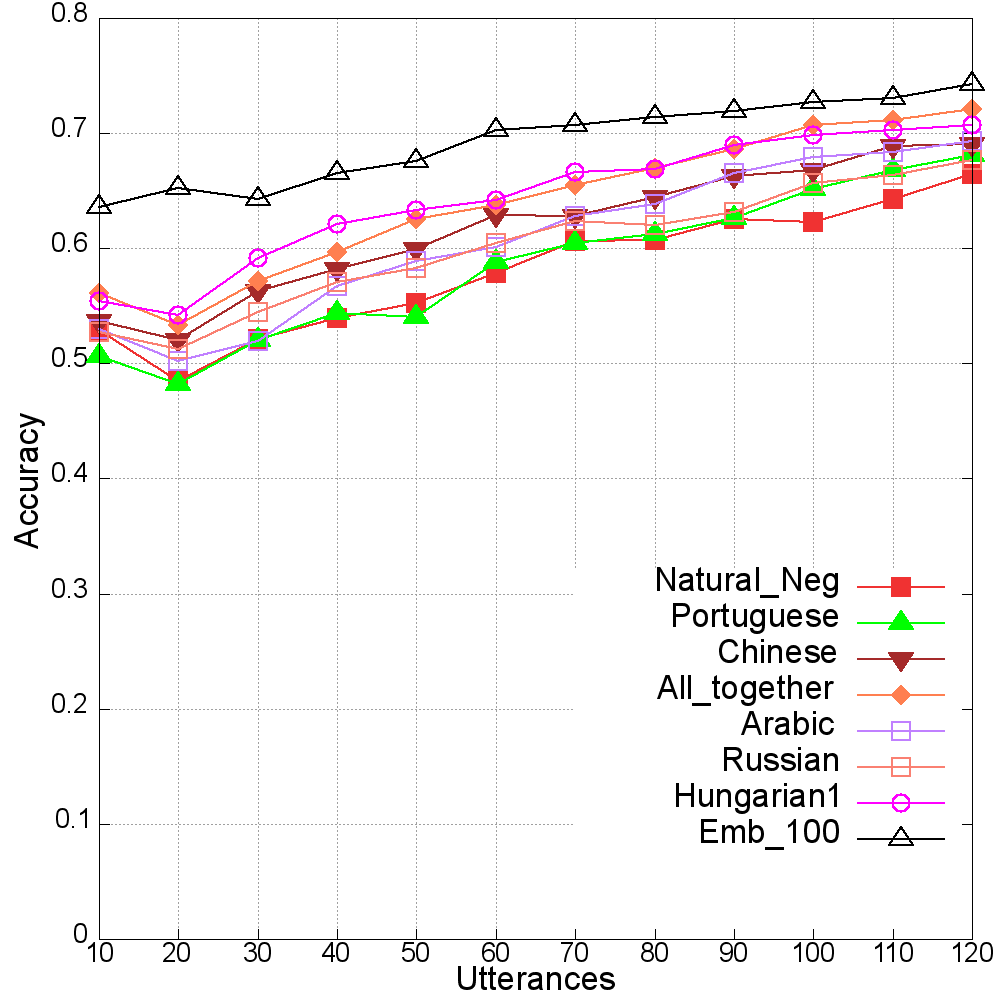 0.8
0.7
0.6
0.5
0.4
0.3
0.2
0.1
0
Accuracy
Natural_Neg
Portuguese
Chinese
All_together
Arabic
Russian
Hungarian1
Emb_100
10 20 30 40 50 60 70 80 90 100 110 120
Utterances